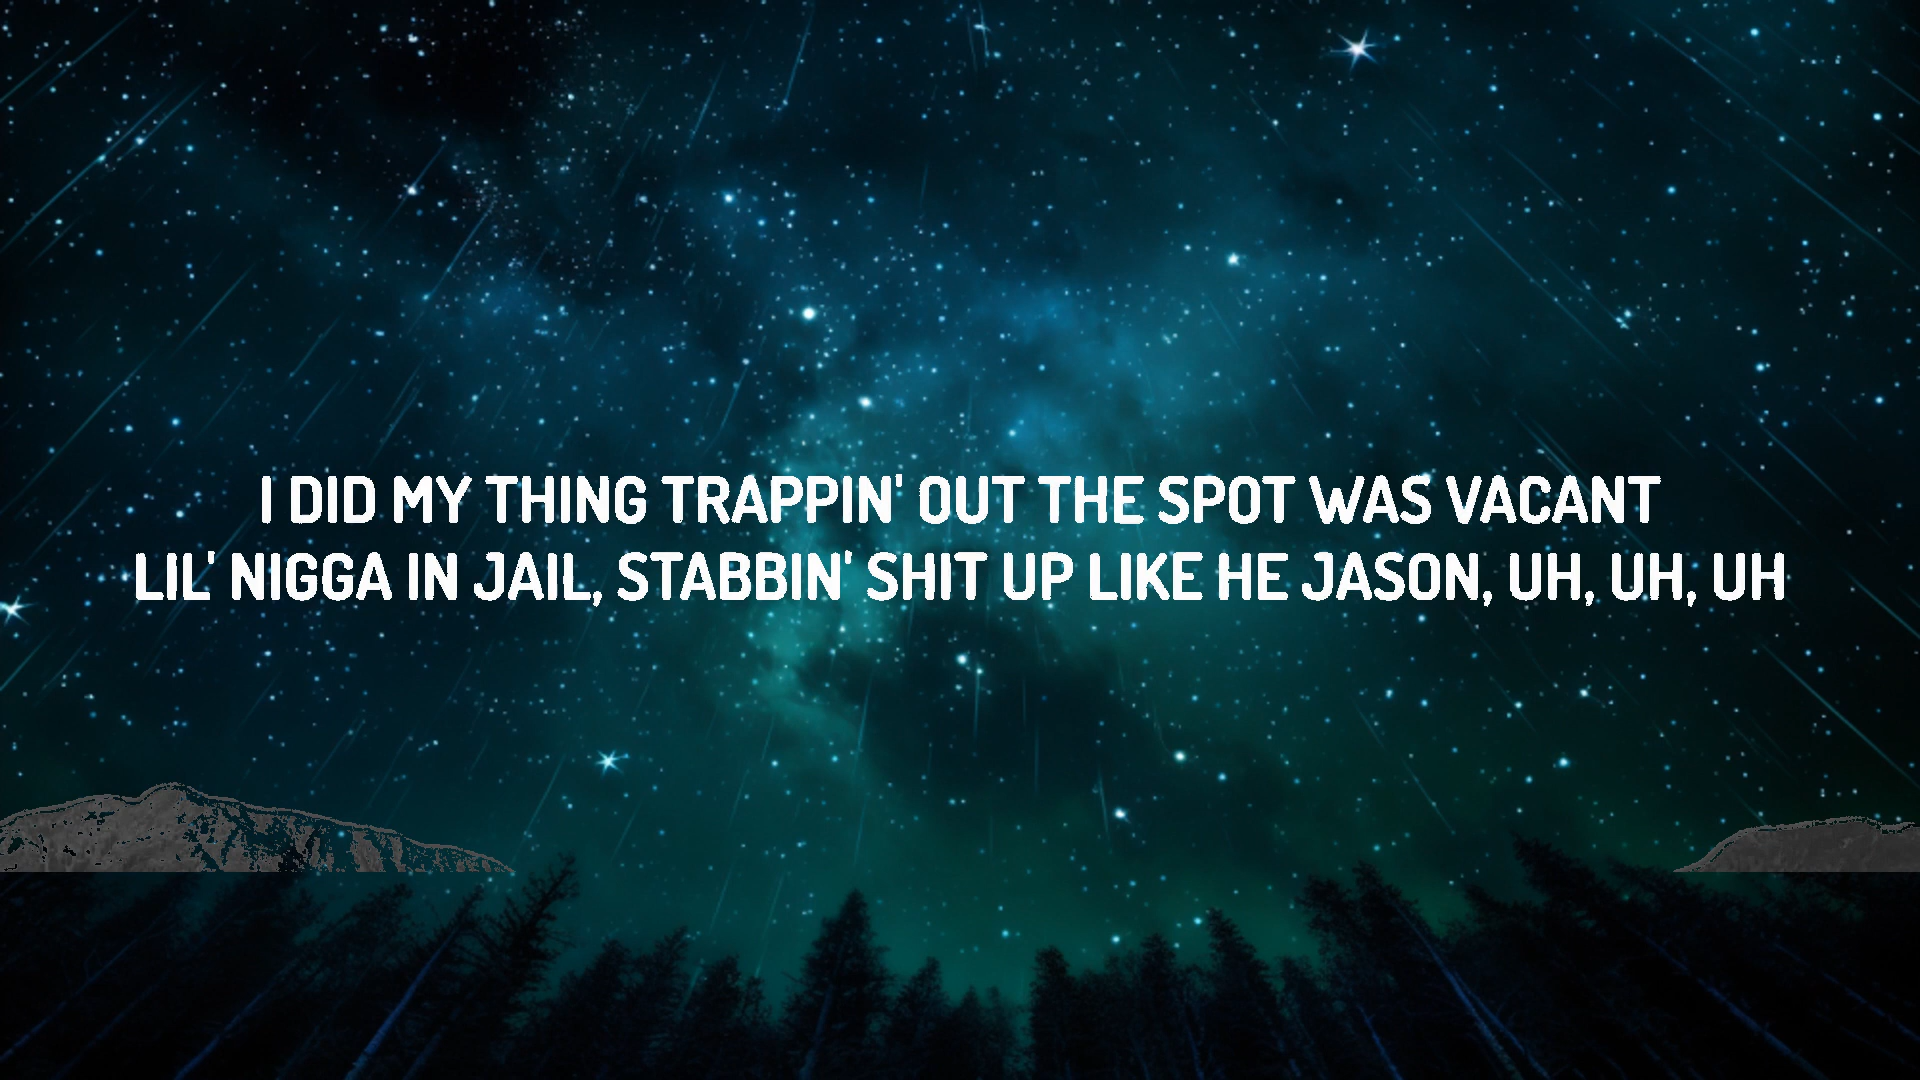 I DID MY THING TRAPPIN' OUT THE SPOT WAS VACANT
LIL' NIGGA IN JAIL, STABBIN' SHIT UP LIKE HE JASON, UH, UH, UH